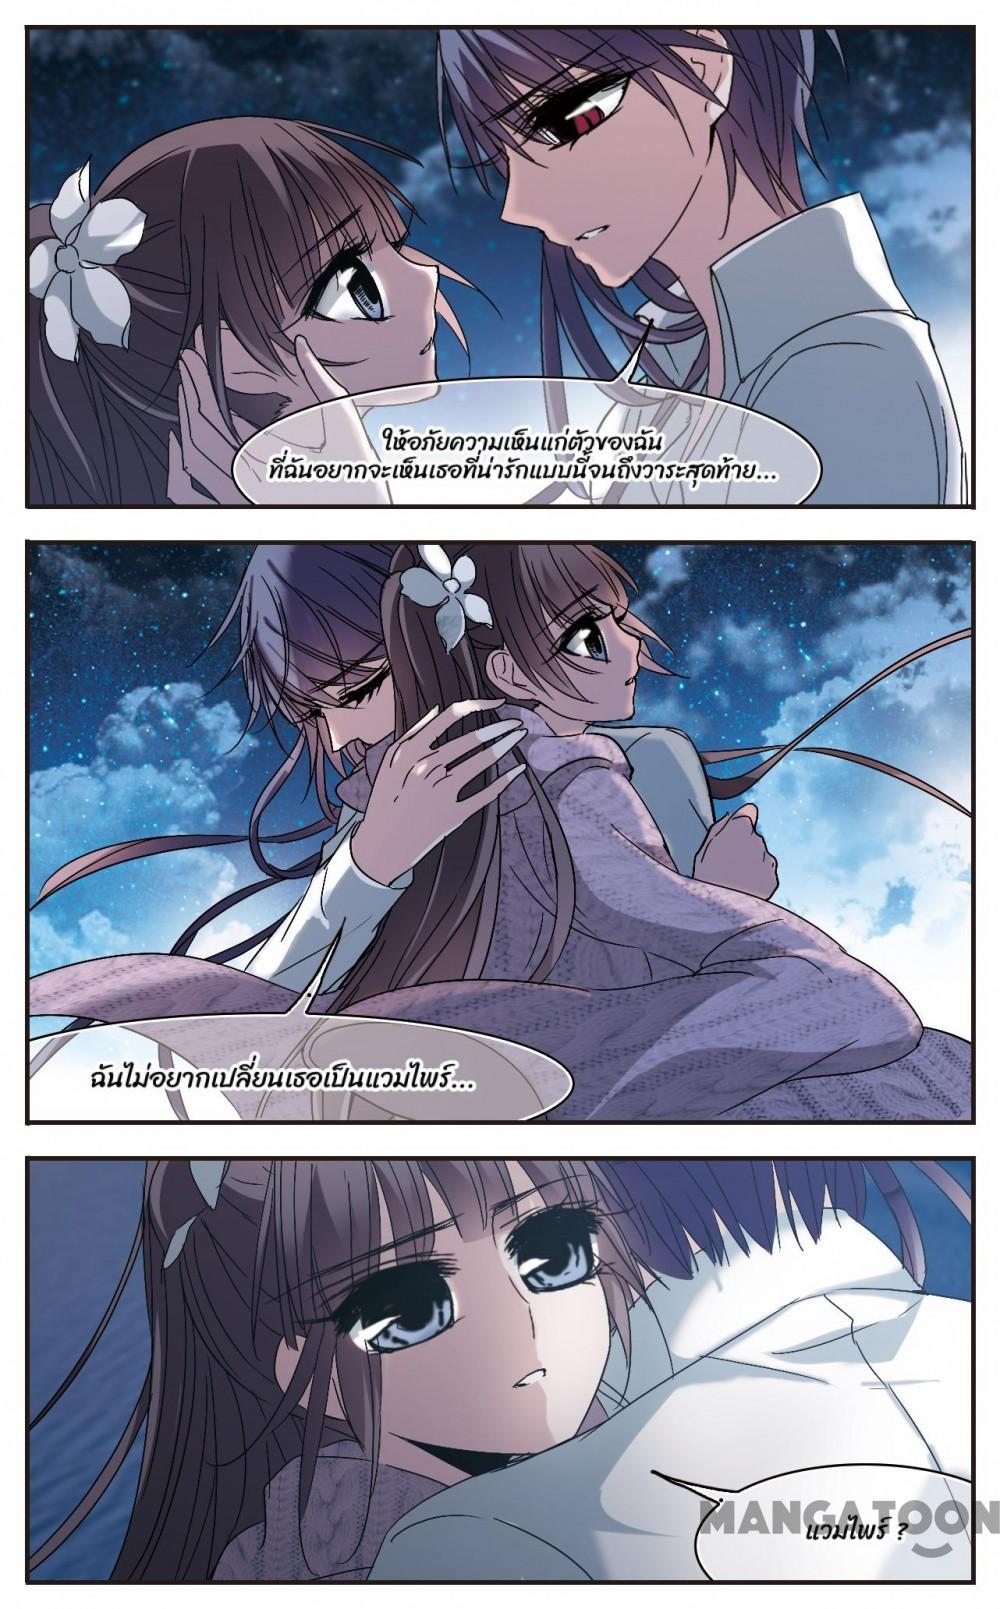 ให้อภัยความเห็นแก่ตัวของฉัน
ที่ฉันอยากจะเห็นเธอที่น่ารักแบบนี้จนถึงวาระสุดท้าย...
ฉันไม่อยากเปลี่ยนเธอเป็นแวมไพร์...
แวมไพร์ ?
MANGATOON